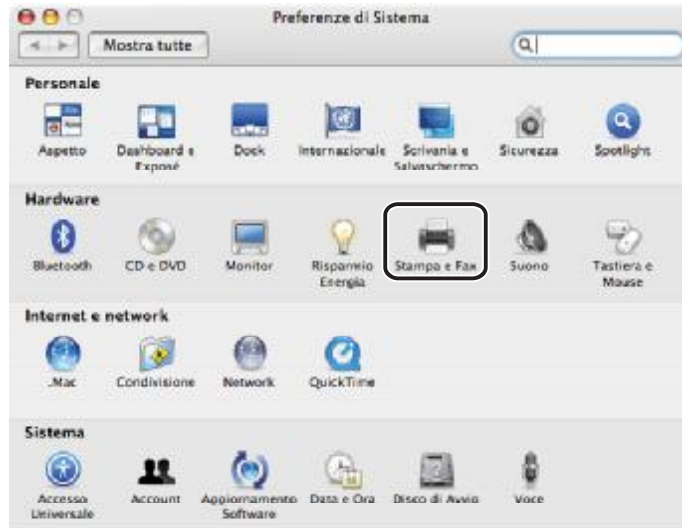 Preferenze di Sistema
Mostra tutte
Personale
Aspetto
Dashboard e Exposé
Dock
Internazionale
Scrivania e Salvaschermo
Sicurezza
Spotlight
Hardware
Bluetooth
CD e DVD
Monitor
Risparmio Energia
Stampa e Fax
Suono
Tastiera e Mouse
Internet e network
.Mac
Condivisione
Network
QuickTime
Sistema
Accesso Universale
Account
Aggiornamento Software
Data e Ora
Disco di Avvio
Voce